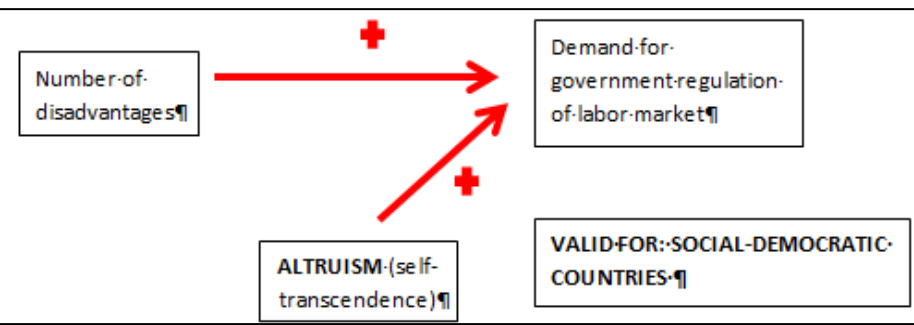 Number·of·
disadvantages¶
Demand·for·
government·regulation·
of·labor·market¶
ALTRUISM·(self-
transcendence)¶
VALID·FOR:·SOCIAL-DEMOCRATIC·
COUNTRIES·¶